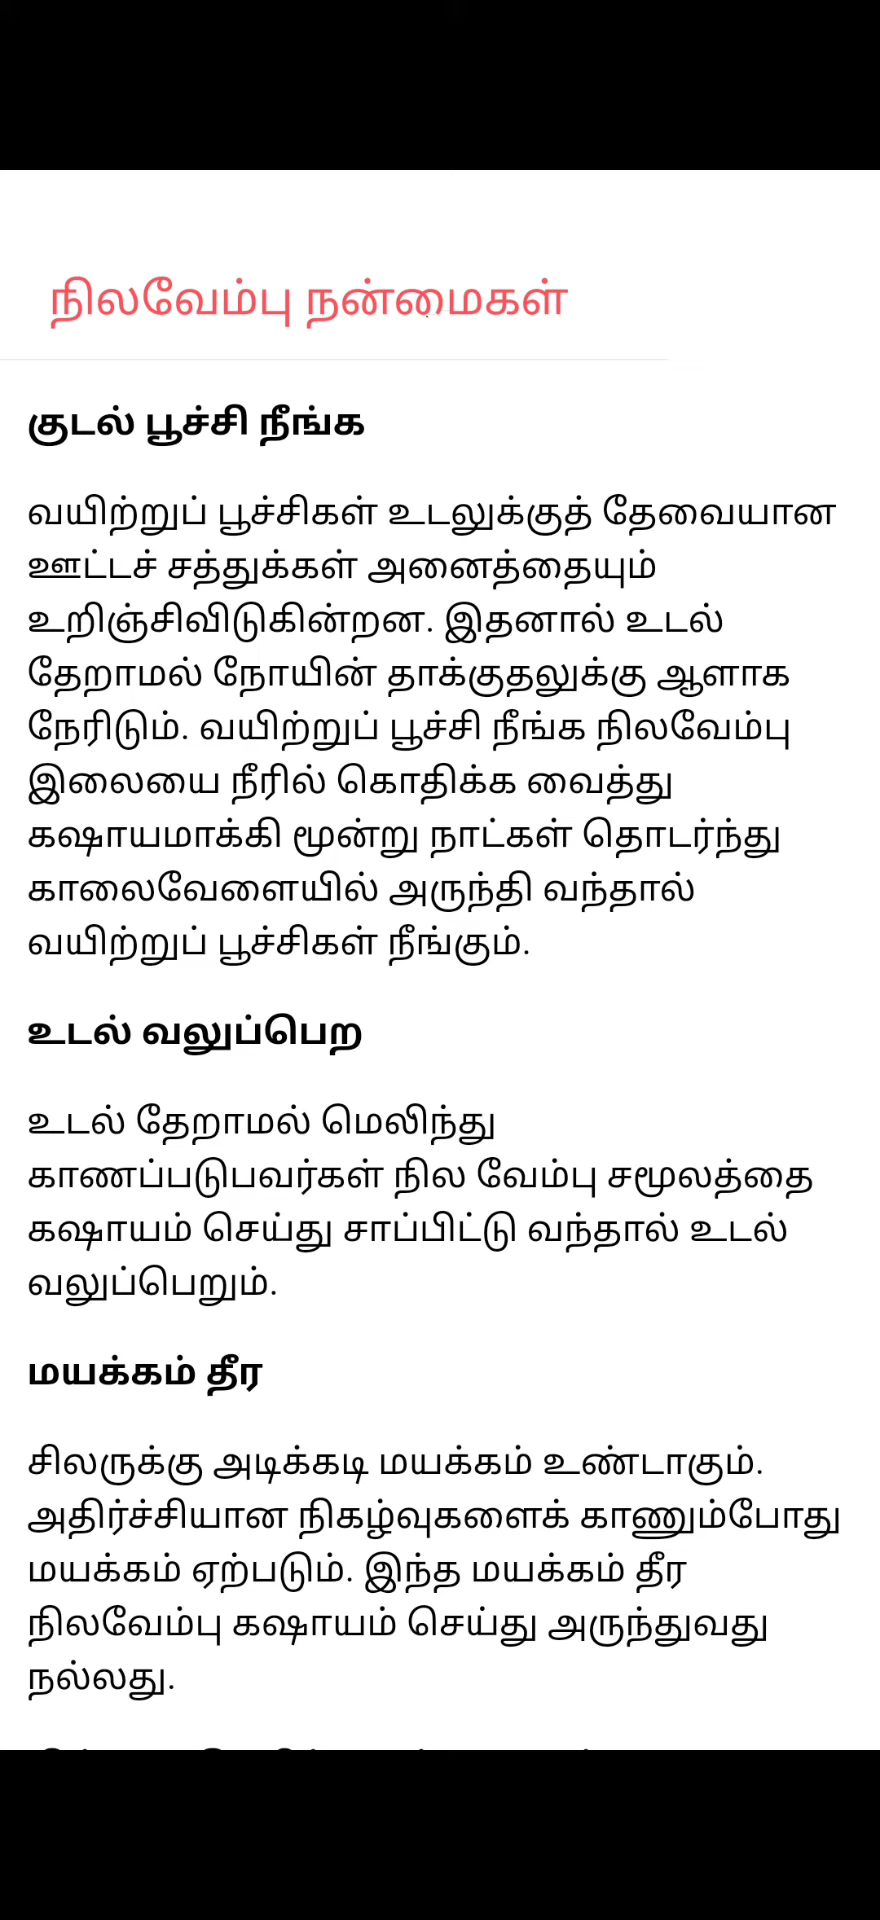 நிலவேம்பு நன்மைகள்
குடல் பூச்சி நீங்க
வயிற்றுப் பூச்சிகள் உடலுக்குத் தேவையான
ஊட்டச் சத்துக்கள் அனைத்தையும்
உறிஞ்சிவிடுகின்றன. இதனால் உடல்
தேறாமல் நோயின் தாக்குதலுக்கு ஆளாக
நேரிடும். வயிற்றுப் பூச்சி நீங்க நிலவேம்பு
இலையை நீரில் கொதிக்க வைத்து
கஷாயமாக்கி மூன்று நாட்கள் தொடர்ந்து
காலைவேளையில் அருந்தி வந்தால்
வயிற்றுப் பூச்சிகள் நீங்கும்.
உடல் வலுப்பெற
உடல் தேறாமல் மெலிந்து
காணப்படுபவர்கள் நில வேம்பு சமூலத்தை
கஷாயம் செய்து சாப்பிட்டு வந்தால் உடல்
வலுப்பெறும்.
மயக்கம் தீர
சிலருக்கு அடிக்கடி மயக்கம் உண்டாகும்.
அதிர்ச்சியான நிகழ்வுகளைக் காணும்போது
மயக்கம் ஏற்படும். இந்த மயக்கம் தீர
நிலவேம்பு கஷாயம் செய்து அருந்துவது
நல்லது.